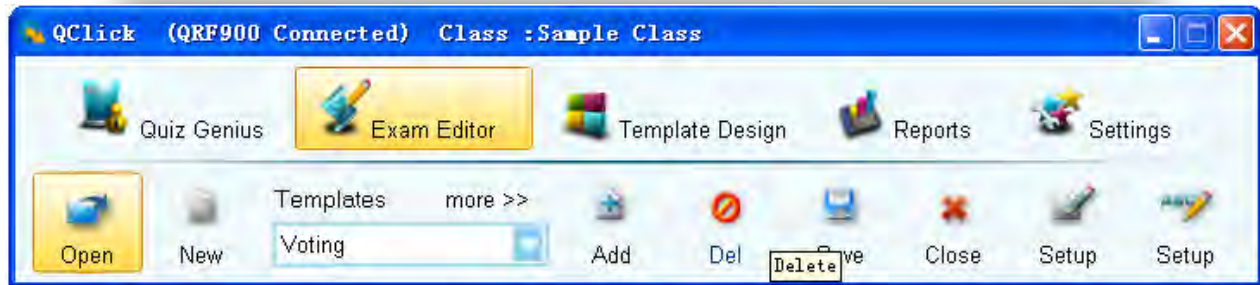 QClick (QRF900 Connected) Class :Sample Class
Quiz Genius Exam Editor Template Design Reports Settings
Templates more >>
Voting
Open New Add Del Delete ve Close Setup Setup